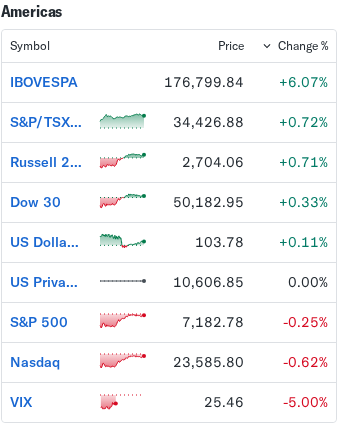 Americas
Symbol Price Change %
IBOVESPA 176,799.84 +6.07%
S&P/TSX... 34,426.88 +0.72%
Russell 2... 2,704.06 +0.71%
Dow 30 50,182.95 +0.33%
US Dolla... 103.78 +0.11%
US Priva... 10,606.85 0.00%
S&P 500 7,182.78 -0.25%
Nasdaq 23,585.80 -0.62%
VIX 25.46 -5.00%